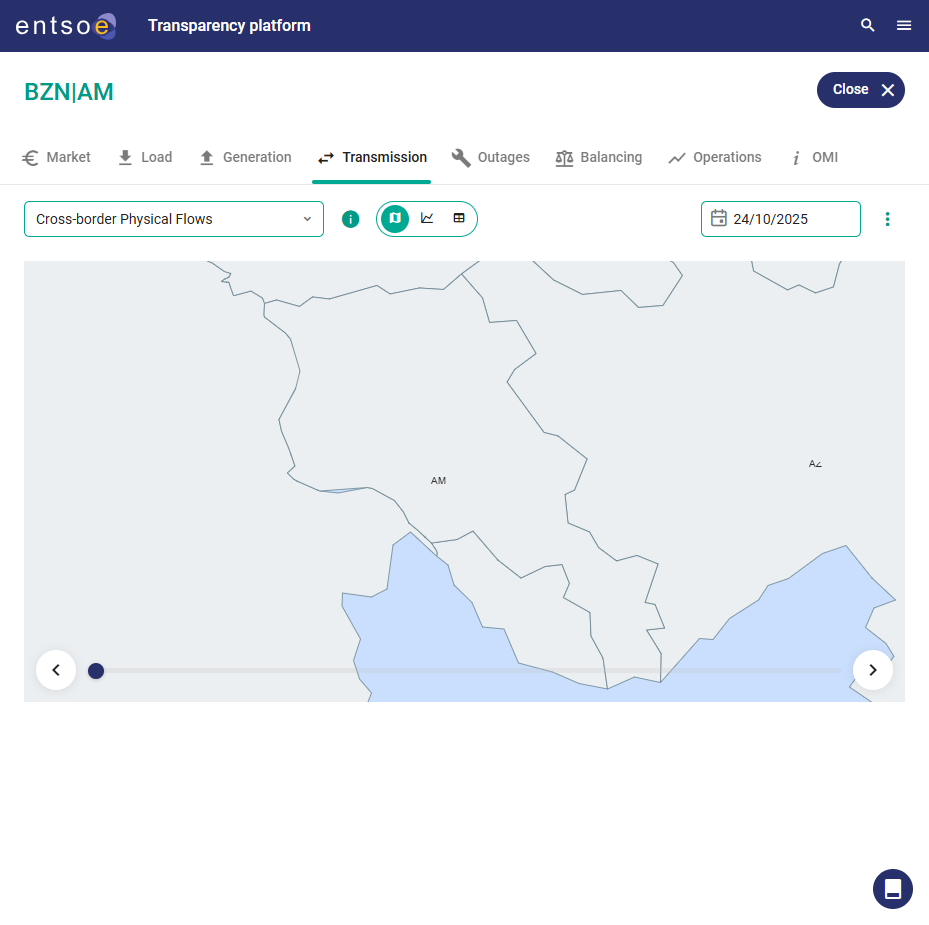 entsoe
Transparency platform
BZN|AM
Close
Market
Load
Generation
Transmission
Outages
Balancing
Operations
OMI
Cross-border Physical Flows
24/10/2025
AM